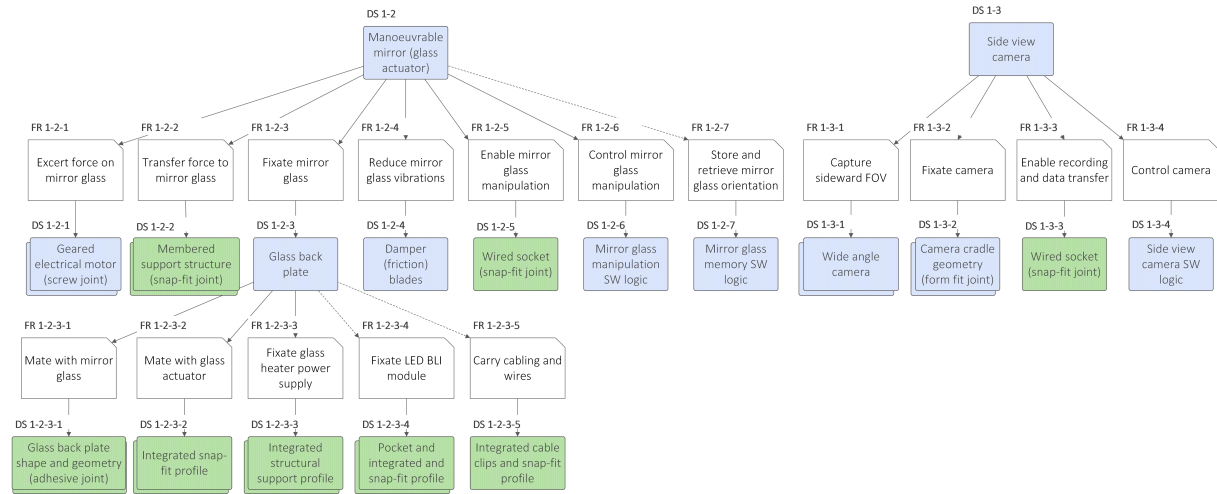 DS 1-2
Manoeuvrable
mirror (glass
actuator)
DS 1-3
Side view
camera
FR 1-2-1
Excert force on
mirror glass
FR 1-2-2
Transfer force to
mirror glass
FR 1-2-3
Fixate mirror
glass
FR 1-2-4
Reduce mirror
glass vibrations
FR 1-2-5
Enable mirror
glass
manipulation
FR 1-2-6
Control mirror
glass
manipulation
FR 1-2-7
Store and
retrieve mirror
glass orientation
FR 1-3-1
Capture
sideward FOV
FR 1-3-2
Fixate camera
FR 1-3-3
Enable recording
and data transfer
FR 1-3-4
Control camera
DS 1-2-1
Geared
electrical motor
(screw joint)
DS 1-2-2
Membered
support structure
(snap-fit joint)
DS 1-2-3
Glass back
plate
DS 1-2-4
Damper
(friction)
blades
DS 1-2-5
Wired socket
(snap-fit joint)
DS 1-2-6
Mirror glass
manipulation
SW logic
DS 1-2-7
Mirror glass
memory SW
logic
DS 1-3-1
Wide angle
camera
DS 1-3-2
Camera cradle
geometry
(form fit joint)
DS 1-3-3
Wired socket
(snap-fit joint)
DS 1-3-4
Side view
camera SW
logic
FR 1-2-3-1
Mate with mirror
glass
FR 1-2-3-2
Mate with glass
actuator
FR 1-2-3-3
Fixate glass
heater power
supply
FR 1-2-3-4
Fixate LED BLI
module
FR 1-2-3-5
Carry cabling and
wires
DS 1-2-3-1
Glass back plate
shape and geometry
(adhesive joint)
DS 1-2-3-2
Integrated snap-
fit profile
DS 1-2-3-3
Integrated
structural
support profile
DS 1-2-3-4
Pocket and
integrated and
snap-fit profile
DS 1-2-3-5
Integrated cable
clips and snap-fit
profile